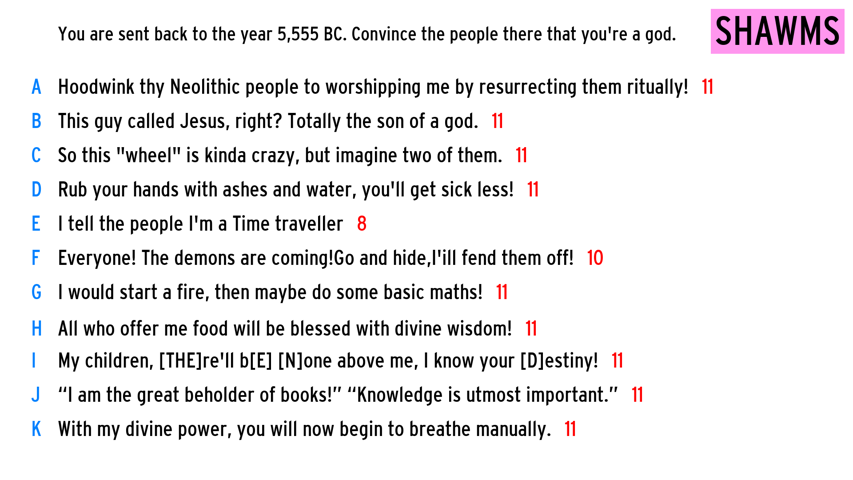 You are sent back to the year 5,555 BC. Convince the people there that you're a god.
SHAWMS
A Hoodwink thy Neolithic people to worshipping me by resurrecting them ritually! 11
B This guy called Jesus, right? Totally the son of a god. 11
C So this "wheel" is kinda crazy, but imagine two of them. 11
D Rub your hands with ashes and water, you'll get sick less! 11
E I tell the people I'm a Time traveller 8
F Everyone! The demons are coming!Go and hide,I'ill fend them off! 10
G I would start a fire, then maybe do some basic maths! 11
H All who offer me food will be blessed with divine wisdom! 11
I My children, [THE]re'll b[E] [N]one above me, I know your [D]estiny! 11
J “I am the great beholder of books!” “Knowledge is utmost important.” 11
K With my divine power, you will now begin to breathe manually. 11